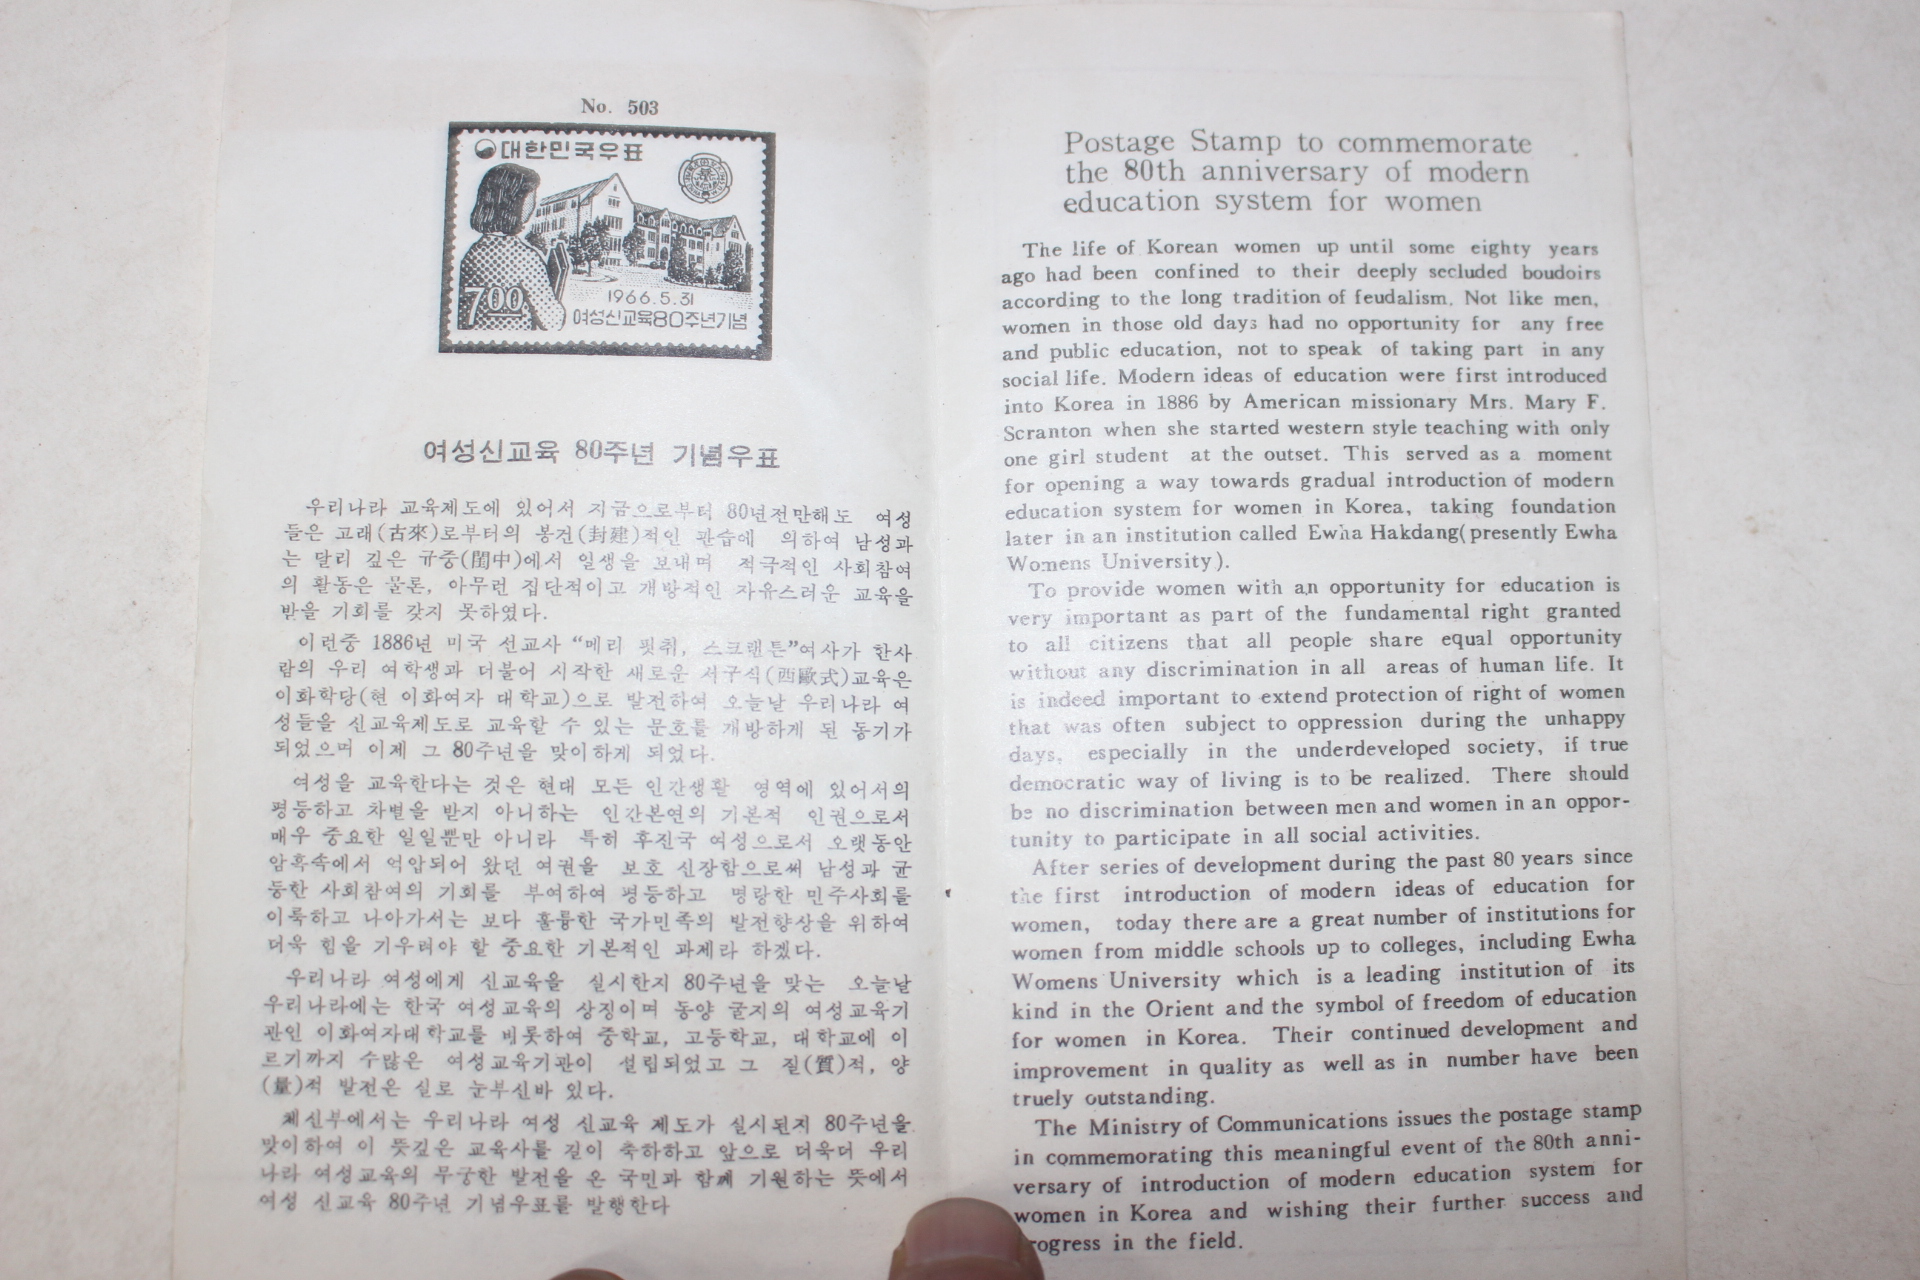 No. 503
대한민국우표
7.00
1966.5.31
여성신교육80주년기념
여성신교육 80주년 기념우표
우리나라 교육제도에 있어서 지금으로부터 80년전만해도 여성
들은 고래(古來)로부터의 봉건(封建)적인 관습에 의하여 남성과
는 달리 깊은 규중(閨中)에서 일생을 보내며 적극적인 사회참여
의 활동은 물론, 아무런 집단적이고 개방적인 자유스러운 교육을
받을 기회를 갖지 못하였다.
이런중 1886년 미국 선교사 “메리 핏취, 스크랜튼”여사가 한사
람의 우리 여학생과 더불어 시작한 새로운 서구식(西歐式)교육은
이화학당(현 이화여자 대학교)으로 발전하여 오늘날 우리나라 여
성들을 신교육제도로 교육할 수 있는 문호를 개방하게 된 동기가
되었으며 이제 그 80주년을 맞이하게 되었다.
여성을 교육한다는 것은 현대 모든 인간생활 영역에 있어서의
평등하고 차별을 받지 아니하는 인간본연의 기본적 인권으로서
매우 중요한 일일뿐만 아니라 특히 후진국 여성으로서 오랫동안
암흑속에서 억압되어 왔던 여권을 보호 신장함으로써 남성과 균
등한 사회참여의 기회를 부여하여 평등하고 명랑한 민주사회를
이룩하고 나아가서는 보다 훌륭한 국가민족의 발전향상을 위하여
더욱 힘을 기우려야 할 중요한 기본적인 과제라 하겠다.
우리나라 여성에게 신교육을 실시한지 80주년을 맞는 오늘날
우리나라에는 한국 여성교육의 상징이며 동양 굴지의 여성교육기
관인 이화여자대학교를 비롯하여 중학교, 고등학교, 대학교에 이
르기까지 수많은 여성교육기관이 설립되었고 그 질(質)적, 양
(量)적 발전은 실로 눈부신바 있다.
체신부에서는 우리나라 여성 신교육 제도가 실시된지 80주년을
맞이하여 이 뜻깊은 교육사를 길이 축하하고 앞으로 더욱더 우리
나라 여성교육의 무궁한 발전을 온 국민과 함께 기원하는 뜻에서
여성 신교육 80주년 기념우표를 발행한다
Postage Stamp to commemorate
the 80th anniversary of modern
education system for women
The life of Korean women up until some eighty years
ago had been confined to their deeply secluded boudoirs
according to the long tradition of feudalism. Not like men,
women in those old days had no opportunity for any free
and public education, not to speak of taking part in any
social life. Modern ideas of education were first introduced
into Korea in 1886 by American missionary Mrs. Mary F.
Scranton when she started western style teaching with only
one girl student at the outset. This served as a moment
for opening a way towards gradual introduction of modern
education system for women in Korea, taking foundation
later in an institution called Ewha Hakdang(presently Ewha
Womens University).
To provide women with an opportunity for education is
very important as part of the fundamental right granted
to all citizens that all people share equal opportunity
without any discrimination in all areas of human life. It
is indeed important to extend protection of right of women
that was often subject to oppression during the unhappy
days, especially in the underdeveloped society, if true
democratic way of living is to be realized. There should
be no discrimination between men and women in an oppor-
tunity to participate in all social activities.
After series of development during the past 80 years since
the first introduction of modern ideas of education for
women, today there are a great number of institutions for
women from middle schools up to colleges, including Ewha
Womens University which is a leading institution of its
kind in the Orient and the symbol of freedom of education
for women in Korea. Their continued development and
improvement in quality as well as in number have been
truely outstanding.
The Ministry of Communications issues the postage stamp
in commemorating this meaningful event of the 80th anni-
versary of introduction of modern education system for
women in Korea and wishing their further success and
rogress in the field.